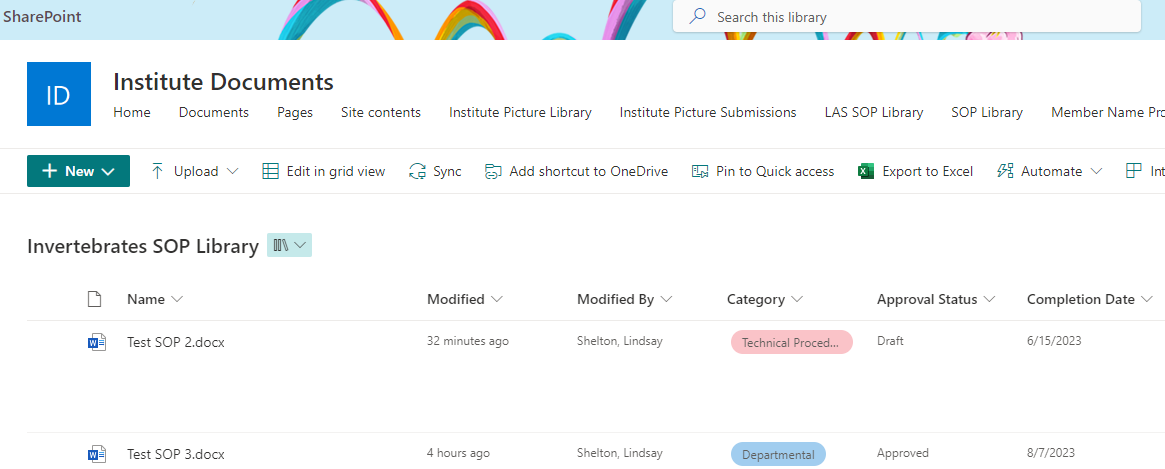 SharePoint
Search this library
ID
Institute Documents
Home Documents Pages Site contents Institute Picture Library Institute Picture Submissions LAS SOP Library SOP Library Member Name Pro
New Upload Edit in grid view Sync Add shortcut to OneDrive Pin to Quick access Export to Excel Automate Int
Invertebrates SOP Library
Name Modified Modified By Category Approval Status Completion Date
Test SOP 2.docx 32 minutes ago Shelton, Lindsay Technical Proced... Draft 6/15/2023
Test SOP 3.docx 4 hours ago Shelton, Lindsay Departmental Approved 8/7/2023